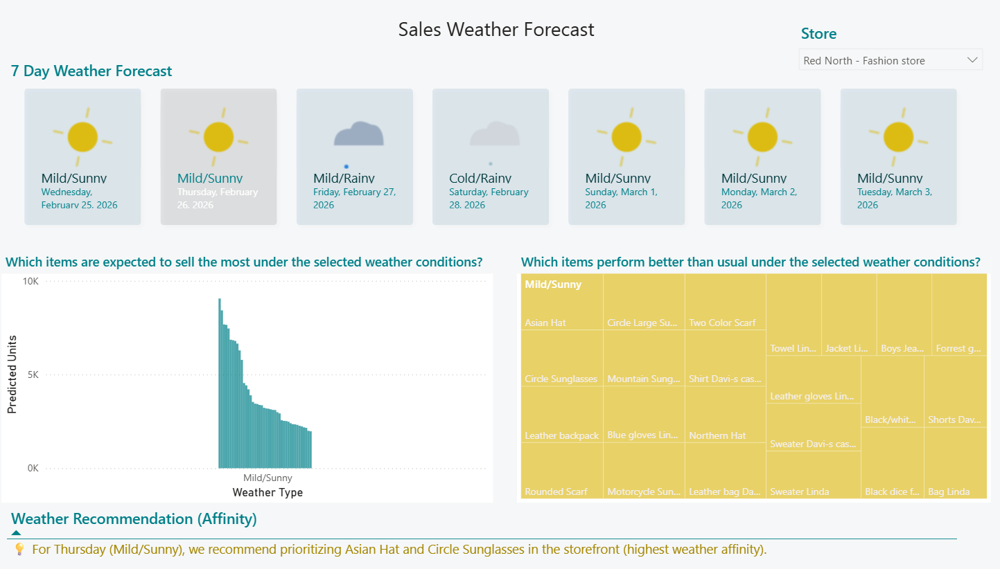 Sales Weather Forecast
Store
Red North - Fashion store
7 Day Weather Forecast
Mild/Sunny
Wednesday,
February 25, 2026
Mild/Sunny
Thursday, February
26, 2026
Mild/Rainy
Friday, February 27,
2026
Cold/Rainy
Saturday, February
28, 2026
Mild/Sunny
Sunday, March 1,
2026
Mild/Sunny
Monday, March 2,
2026
Mild/Sunny
Tuesday, March 3,
2026
Which items are expected to sell the most under the selected weather conditions?
10K
5K
0K
Predicted Units
Mild/Sunny
Weather Type
Which items perform better than usual under the selected weather conditions?
Mild/Sunny
Asian Hat
Circle Sunglasses
Leather backpack
Rounded Scarf
Circle Large Su...
Mountain Sung...
Blue gloves Lin...
Motorcycle Sun...
Two Color Scarf
Shirt Davi-s cas...
Northern Hat
Leather bag Da...
Towel Lin...
Jacket Li...
Boys Jea...
Forrest g...
Leather gloves Lin...
Sweater Davi-s cas...
Sweater Linda
Black/whit...
Shorts Dav...
Black dice f...
Bag Linda
Weather Recommendation (Affinity)
For Thursday (Mild/Sunny), we recommend prioritizing Asian Hat and Circle Sunglasses in the storefront (highest weather affinity).